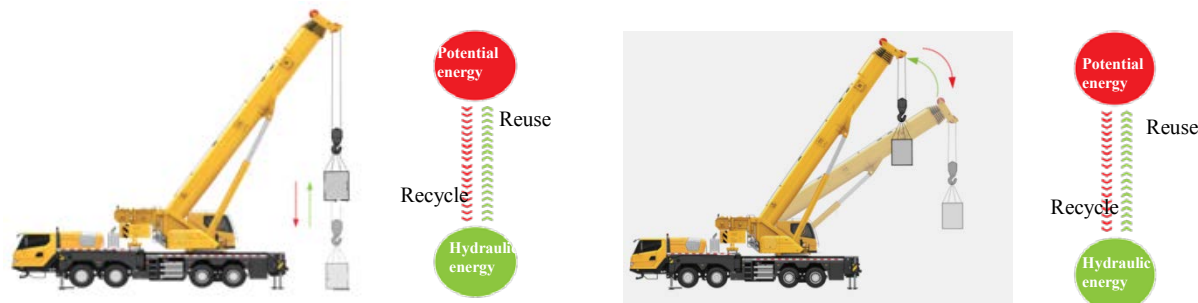 Potential
energy
Reuse
Recycle
Hydraulic
energy
Potential
energy
Reuse
Recycle
Hydraulic
energy